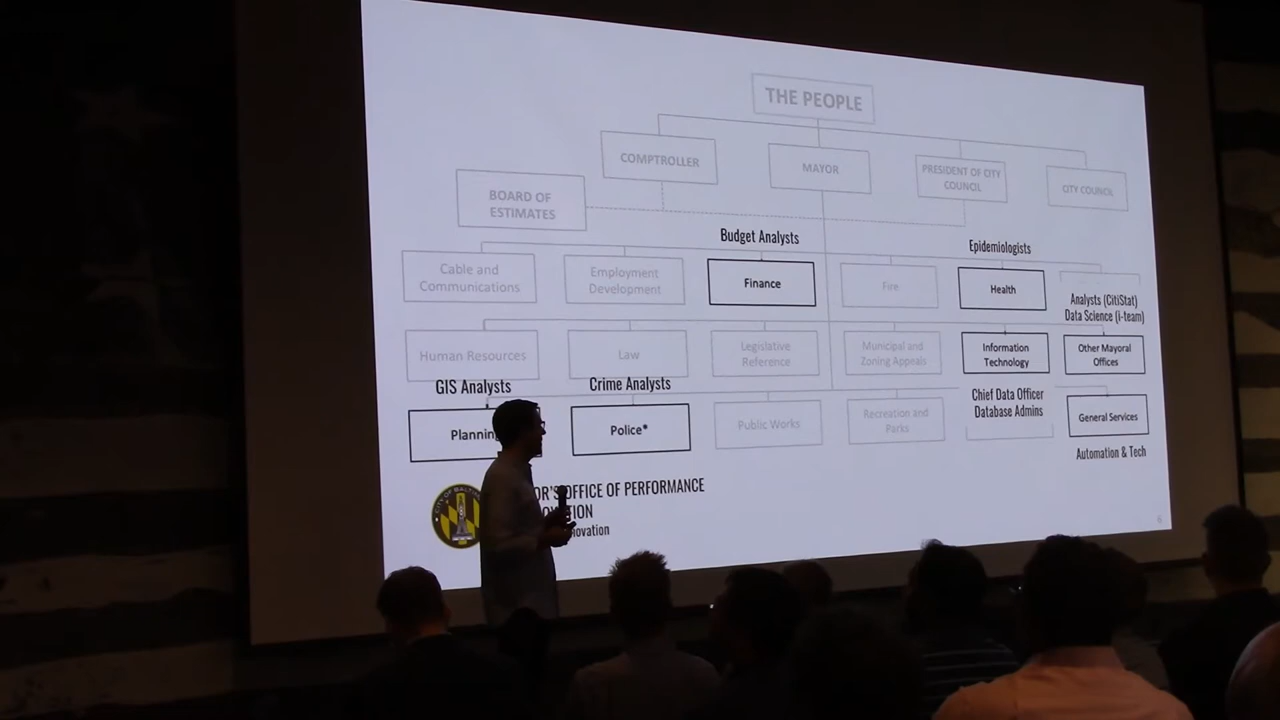 THE PEOPLE
COMPTROLLER
MAYOR
PRESIDENT OF CITY
COUNCIL
CITY COUNCIL
BOARD OF
ESTIMATES
Budget Analysts
Epidemiologists
Cable and
Communications
Employment
Development
Finance
Fire
Health
Analysts (CitiStat)
Data Science (i-team)
Human Resources
Law
Legislative
Reference
Municipal and
Zoning Appeals
Information
Technology
Other Mayoral
Offices
GIS Analysts
Crime Analysts
Chief Data Officer
Database Admins
Planning
Police*
Public Works
Recreation and
Parks
General Services
Automation & Tech
OR'S OFFICE OF PERFORMANCE
ovation
6